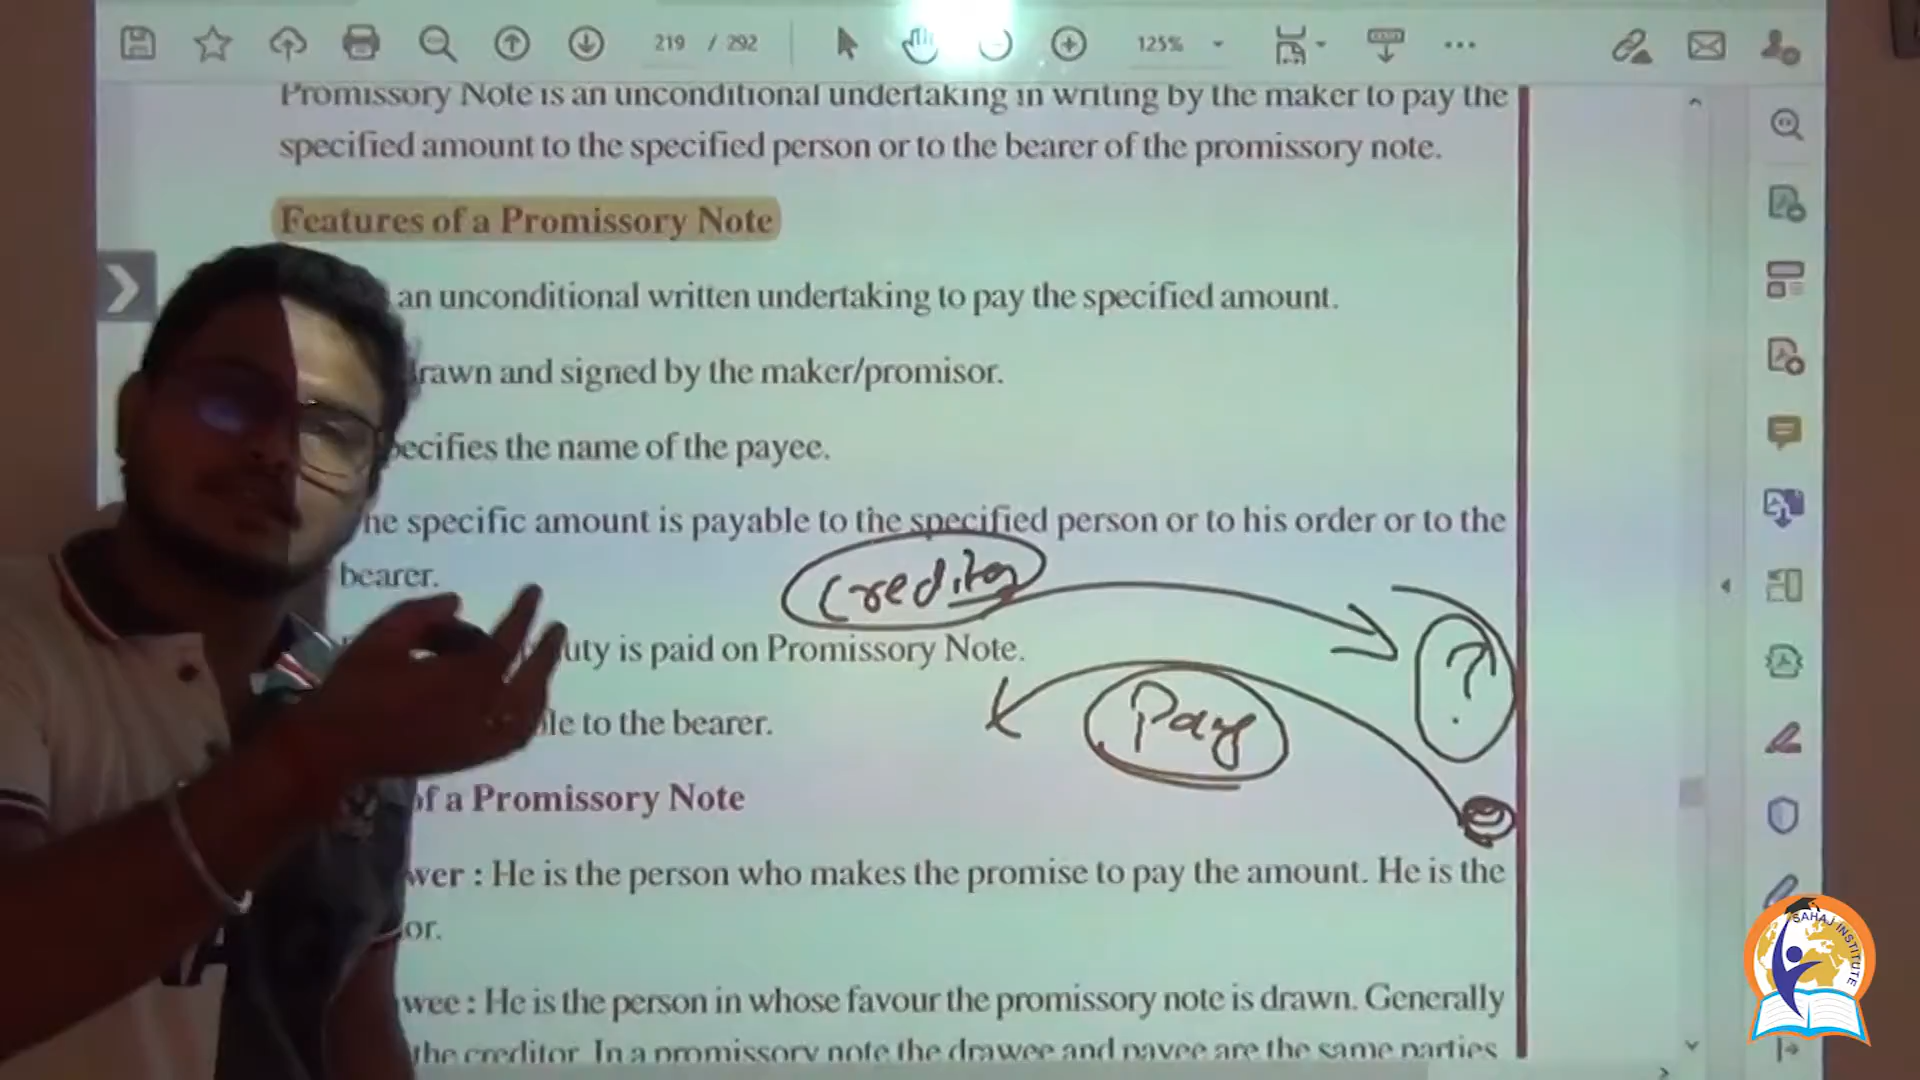 219 / 292
125%
Promissory Note is an unconditional undertaking in writing by the maker to pay the
specified amount to the specified person or to the bearer of the promissory note.
Features of a Promissory Note
an unconditional written undertaking to pay the specified amount.
rawn and signed by the maker/promisor.
pecifies the name of the payee.
he specific amount is payable to the specified person or to his order or to the
bearer.
Creditor
uty is paid on Promissory Note.
?
Pay
le to the bearer.
of a Promissory Note
wer : He is the person who makes the promise to pay the amount. He is the
or.
wee : He is the person in whose favour the promissory note is drawn. Generally
the creditor. In a promissory note the drawee and payee are the same parties
SAHAJ INSTITUTE